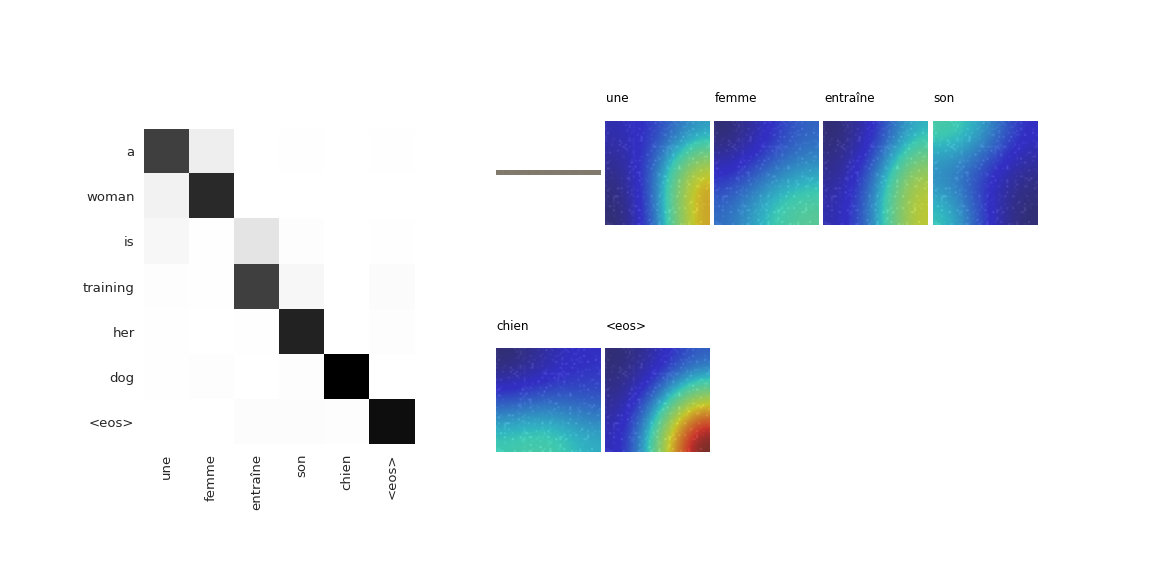 a
woman
is
training
her
dog
<eos>
une femme entraîne son chien <eos>
une femme entraîne son
chien <eos>